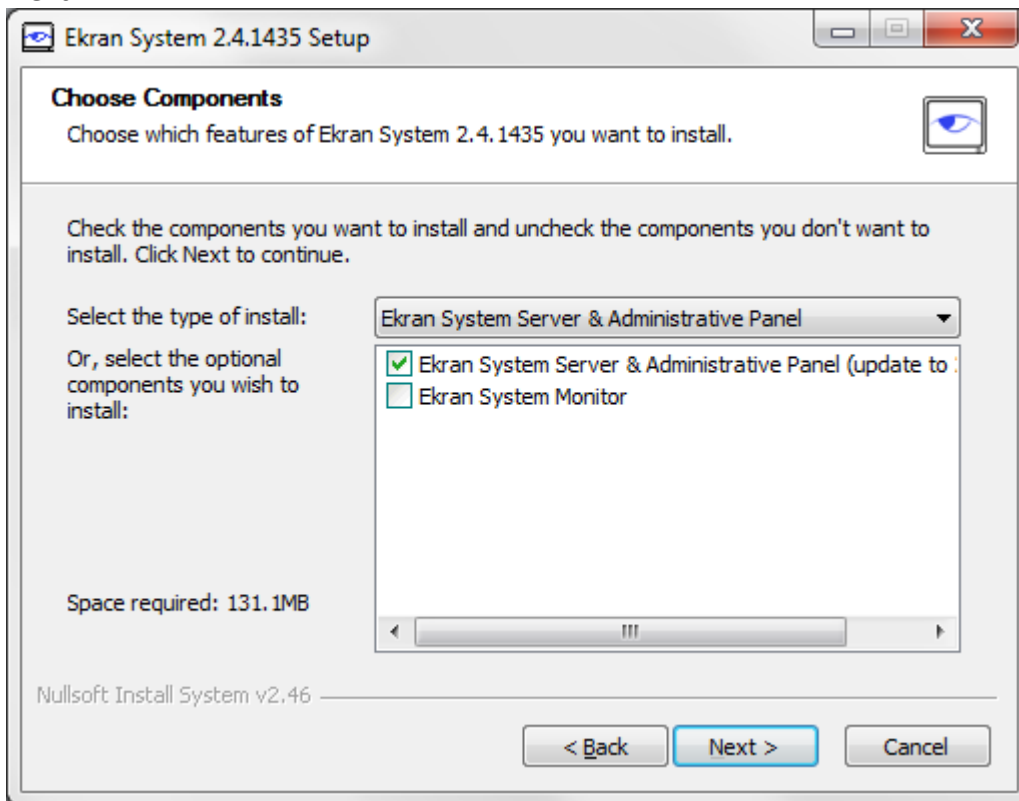 Ekran System 2.4.1435 Setup
Choose Components
Choose which features of Ekran System 2.4.1435 you want to install.
Check the components you want to install and uncheck the components you don't want to
install. Click Next to continue.
Select the type of install:
Ekran System Server & Administrative Panel
Or, select the optional
components you wish to
install:
Ekran System Server & Administrative Panel (update to
Ekran System Monitor
Space required: 131.1MB
Nullsoft Install System v2.46
< Back
Next >
Cancel